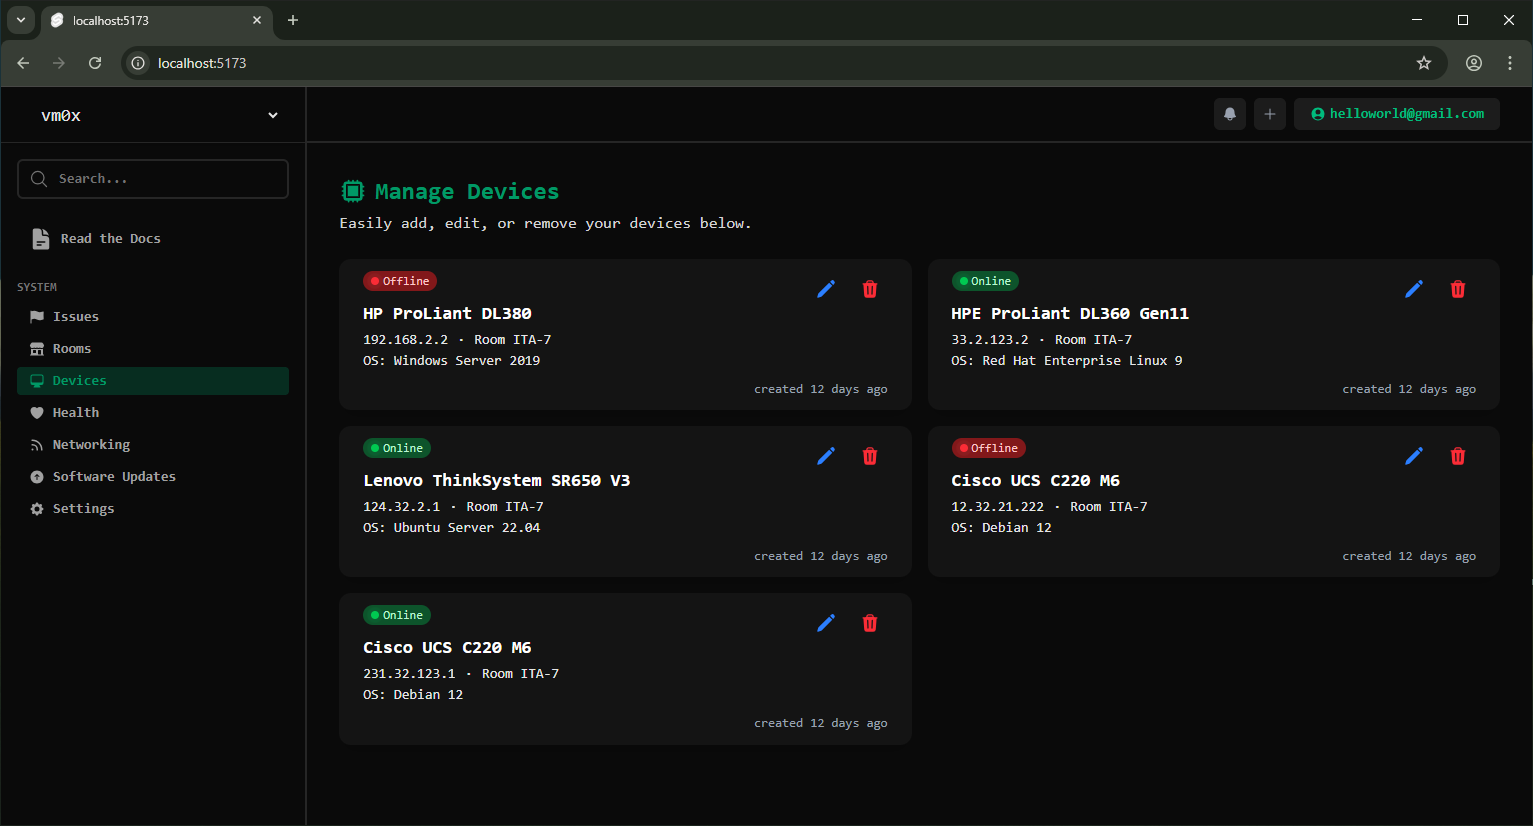 localhost:5173
localhost:5173
vm0x
helloworld@gmail.com
Search...
Read the Docs
SYSTEM
Issues
Rooms
Devices
Health
Networking
Software Updates
Settings
Manage Devices
Easily add, edit, or remove your devices below.
Offline
HP ProLiant DL380
192.168.2.2 · Room ITA-7
OS: Windows Server 2019
created 12 days ago
Online
HPE ProLiant DL360 Gen11
33.2.123.2 · Room ITA-7
OS: Red Hat Enterprise Linux 9
created 12 days ago
Online
Lenovo ThinkSystem SR650 V3
124.32.2.1 · Room ITA-7
OS: Ubuntu Server 22.04
created 12 days ago
Offline
Cisco UCS C220 M6
12.32.21.222 · Room ITA-7
OS: Debian 12
created 12 days ago
Online
Cisco UCS C220 M6
231.32.123.1 · Room ITA-7
OS: Debian 12
created 12 days ago